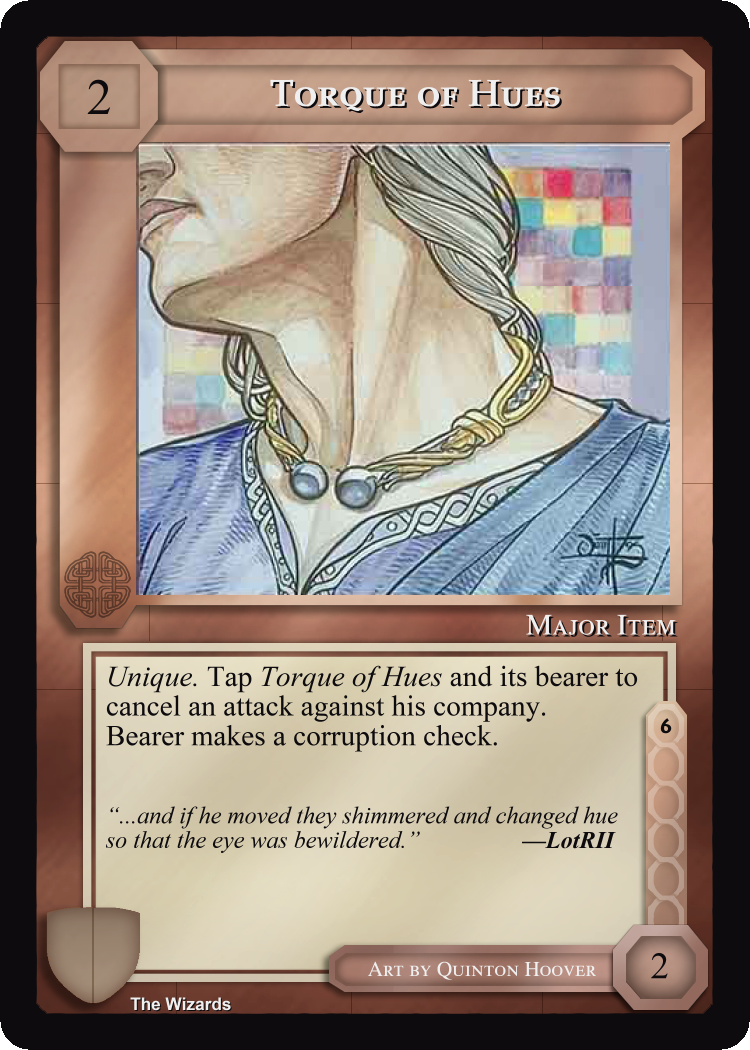 2
Torque of Hues
Major Item
Unique. Tap Torque of Hues and its bearer to
cancel an attack against his company.
Bearer makes a corruption check.
6
“...and if he moved they shimmered and changed hue
so that the eye was bewildered.” —LotRII
Art by Quinton Hoover
2
The Wizards